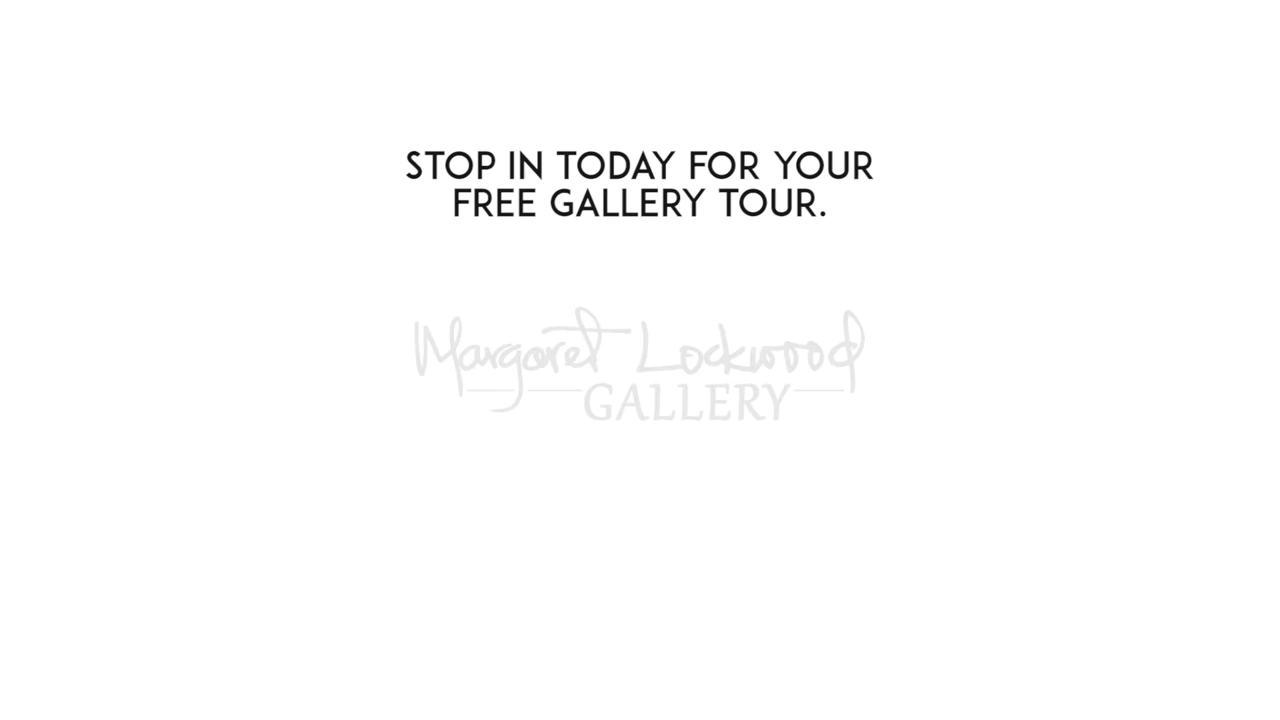 STOP IN TODAY FOR YOUR
FREE GALLERY TOUR.
Margaret Lockwood
GALLERY